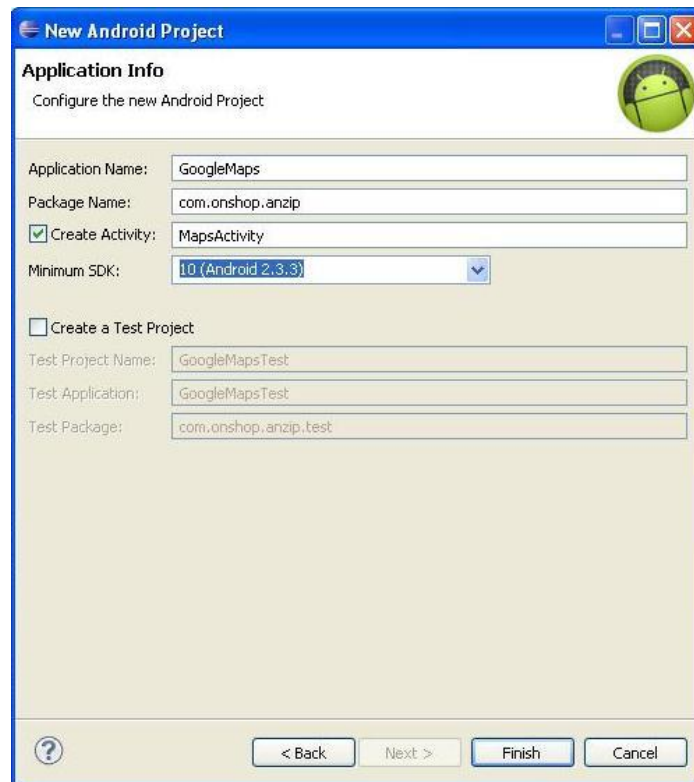 New Android Project
Application Info
Configure the new Android Project
Application Name: GoogleMaps
Package Name: com.onshop.anzip
Create Activity: MapsActivity
Minimum SDK: 10 (Android 2.3.3)
Create a Test Project
Test Project Name: GoogleMapsTest
Test Application: GoogleMapsTest
Test Package: com.onshop.anzip.test
? < Back Next > Finish Cancel